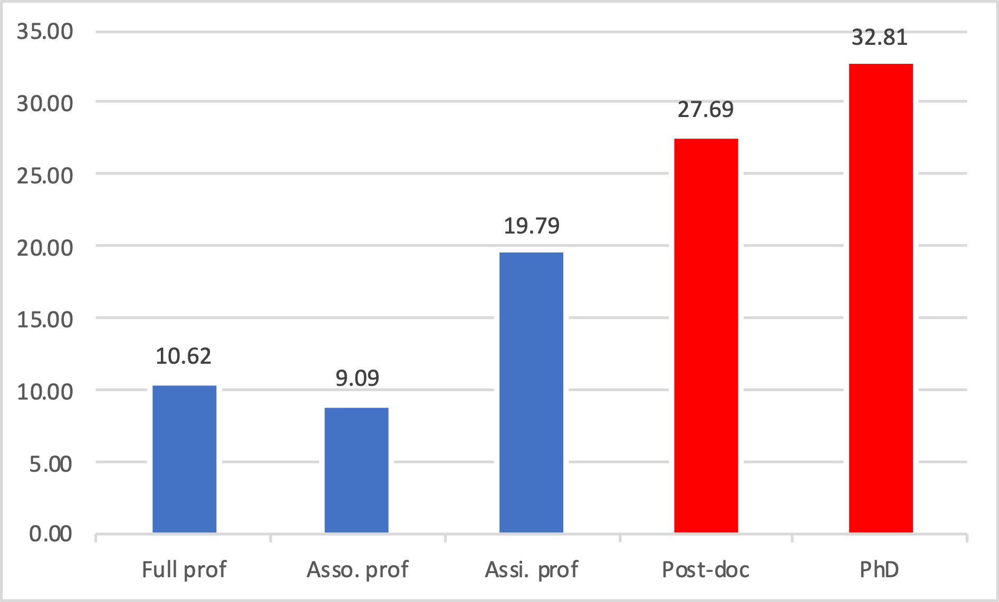 35.00
30.00
25.00
20.00
15.00
10.00
5.00
0.00
10.62
9.09
19.79
27.69
32.81
Full prof
Asso. prof
Assi. prof
Post-doc
PhD